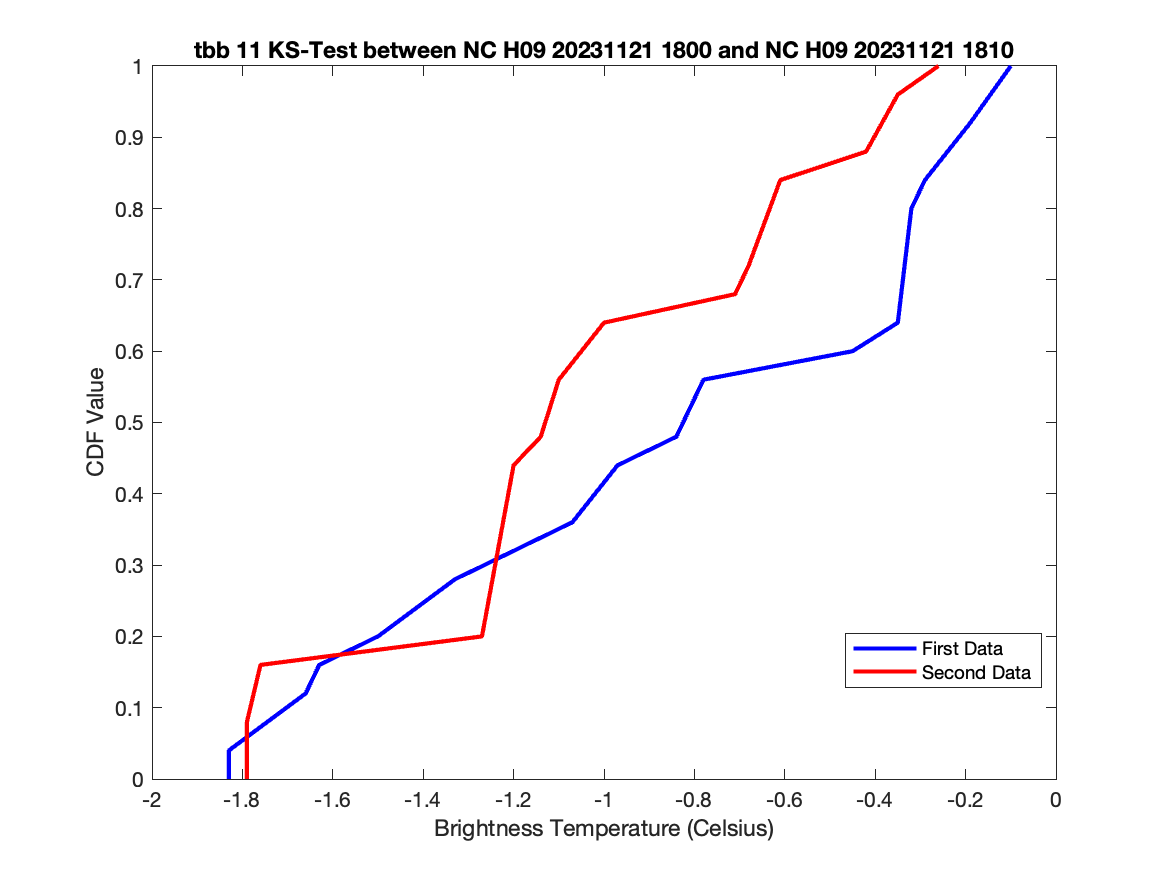 tbb 11 KS-Test between NC H09 20231121 1800 and NC H09 20231121 1810
1
0.9
0.8
0.7
0.6
0.5
0.4
0.3
0.2
0.1
0
CDF Value
First Data
Second Data
-2 -1.8 -1.6 -1.4 -1.2 -1 -0.8 -0.6 -0.4 -0.2 0
Brightness Temperature (Celsius)